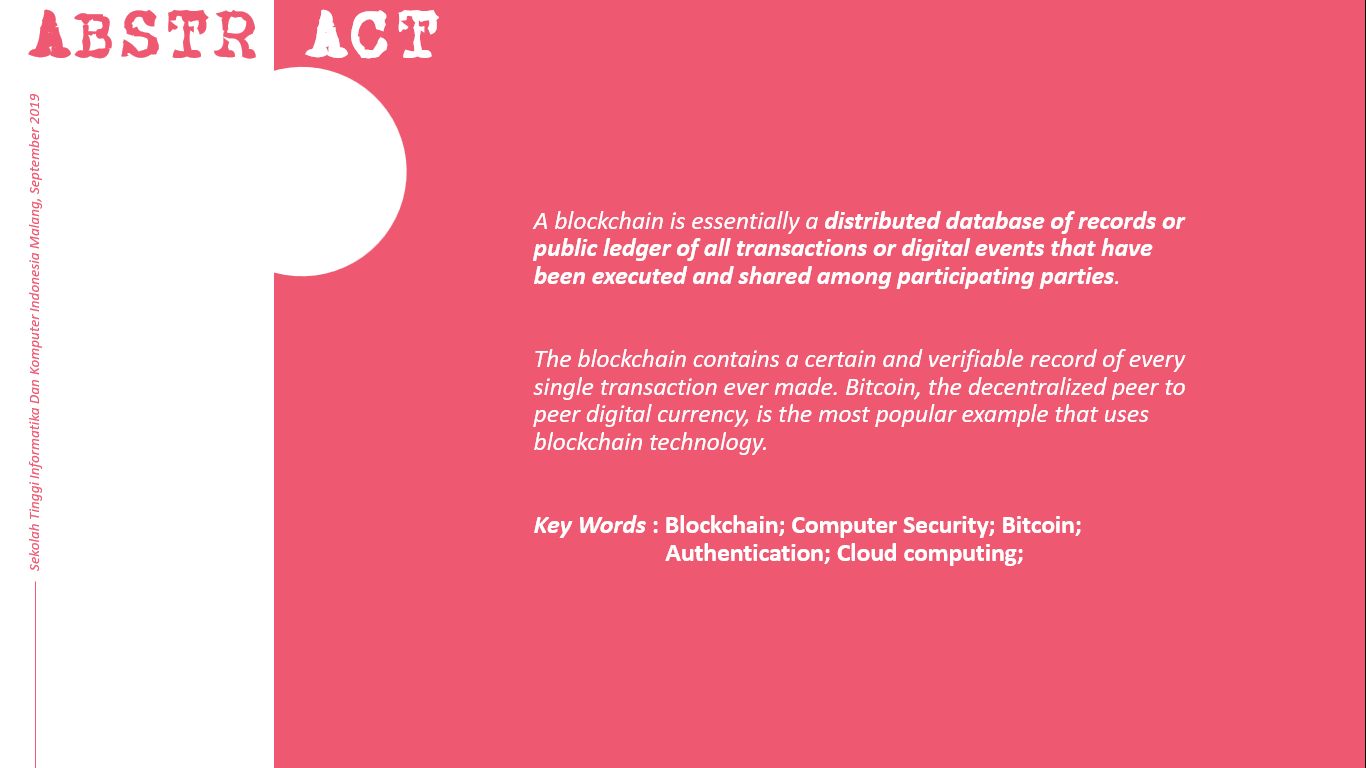 ABSTR ACT
Sekolah Tinggi Informatika Dan Komputer Indonesia Malang, September 2019
A blockchain is essentially a distributed database of records or
public ledger of all transactions or digital events that have
been executed and shared among participating parties.
The blockchain contains a certain and verifiable record of every
single transaction ever made. Bitcoin, the decentralized peer to
peer digital currency, is the most popular example that uses
blockchain technology.
Key Words : Blockchain; Computer Security; Bitcoin;
Authentication; Cloud computing;